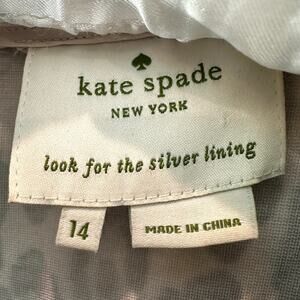 kate spade
NEW YORK
look for the silver lining
14
MADE IN CHINA